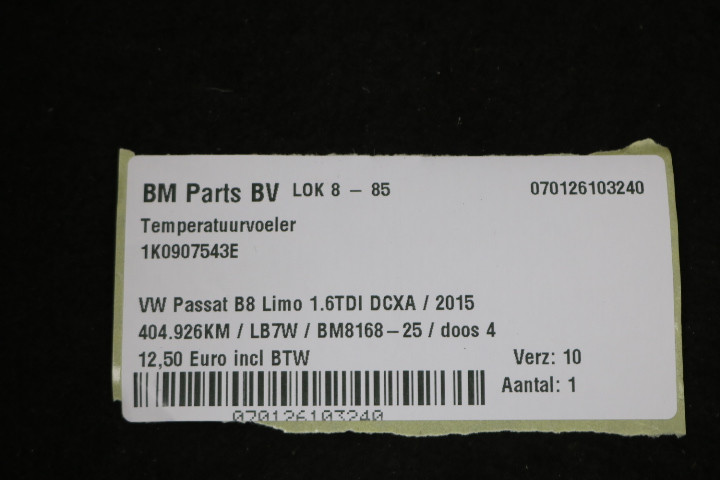 BM Parts BV LOK 8 – 85 070126103240
Temperatuurvoeler
1K0907543E
VW Passat B8 Limo 1.6TDI DCXA / 2015
404.926KM / LB7W / BM8168–25 / doos 4
12,50 Euro incl BTW Verz: 10
Aantal: 1
070126103240